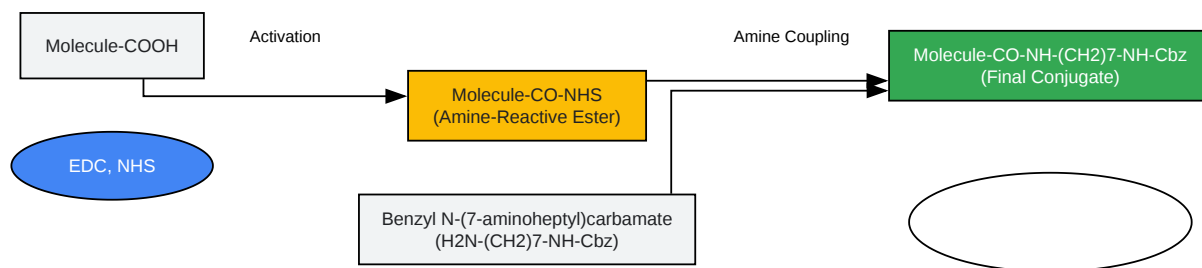 Molecule-COOH
Activation
Amine Coupling
Molecule-CO-NH-(CH2)7-NH-Cbz
(Final Conjugate)
Molecule-CO-NHS
(Amine-Reactive Ester)
EDC, NHS
Benzyl N-(7-aminoheptyl)carbamate
(H2N-(CH2)7-NH-Cbz)